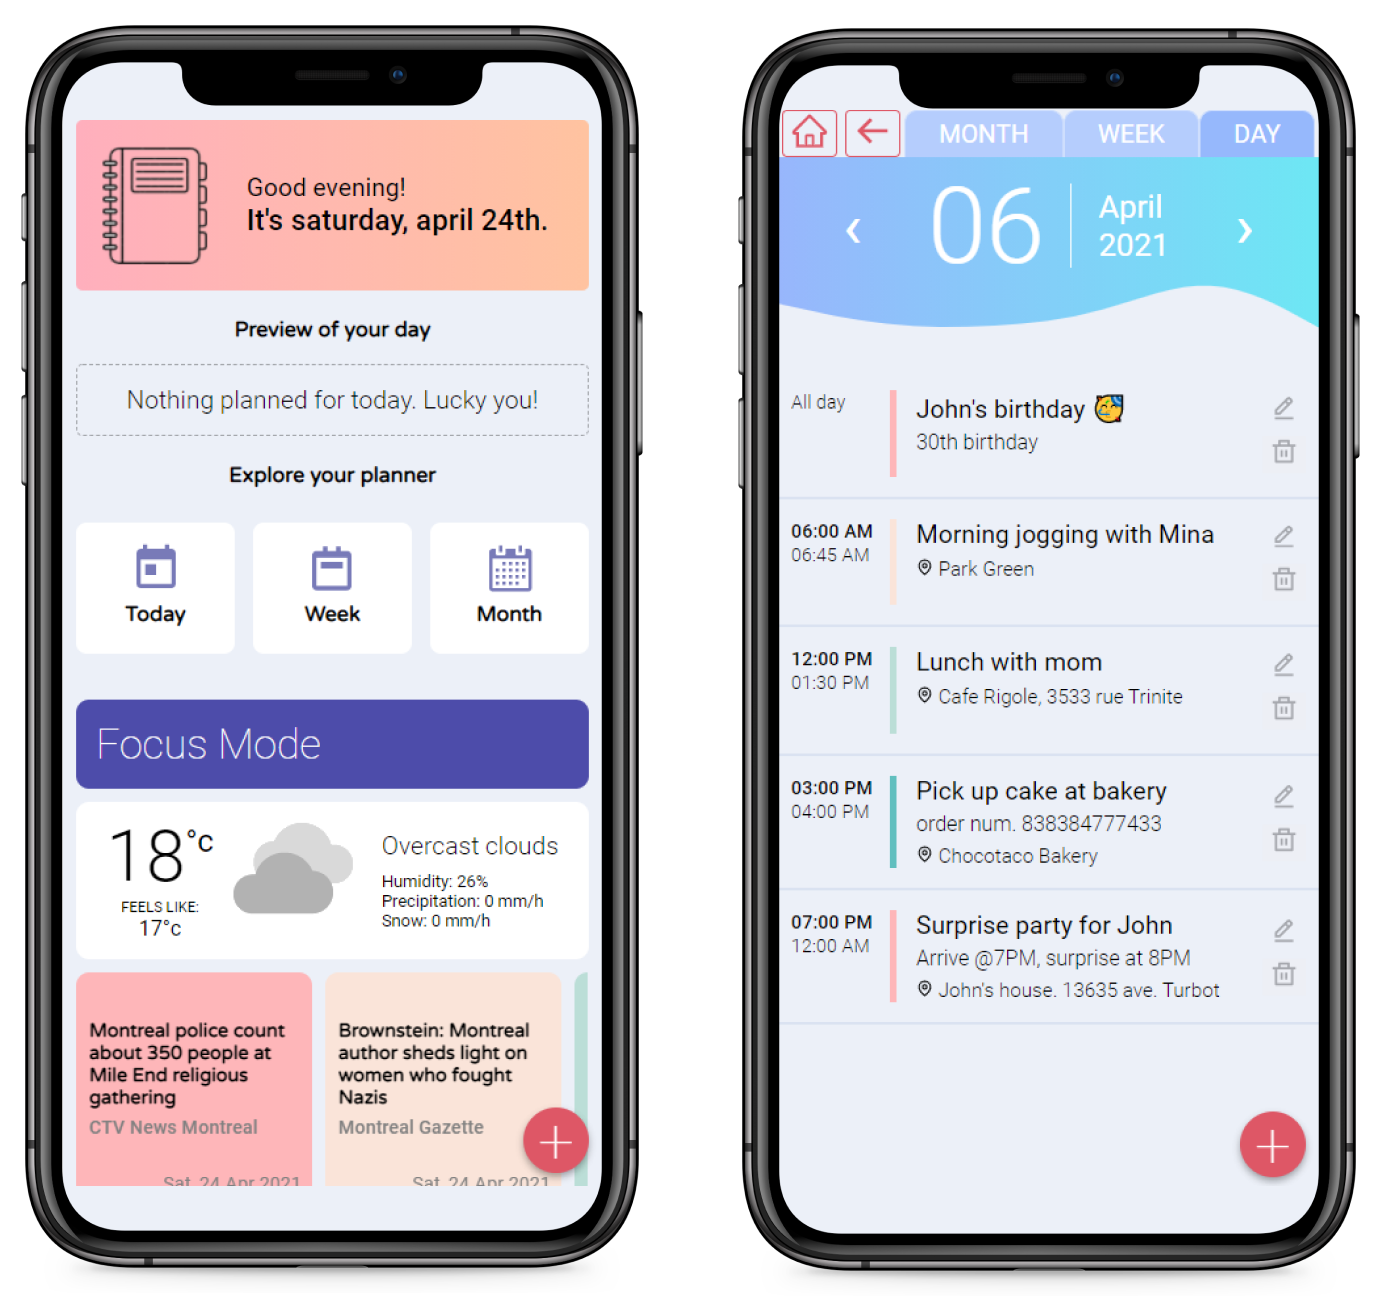 Good evening!
It's saturday, april 24th.
Preview of your day
Nothing planned for today. Lucky you!
Explore your planner
Today
Week
Month
Focus Mode
18°c
FEELS LIKE:
17°c
Overcast clouds
Humidity: 26%
Precipitation: 0 mm/h
Snow: 0 mm/h
Montreal police count
about 350 people at
Mile End religious
gathering
CTV News Montreal
Sat, 24 Apr 2021
Brownstein: Montreal
author sheds light on
women who fought
Nazis
Montreal Gazette
Sat, 24 Apr 2021
MONTH
WEEK
DAY
06
April
2021
All day
John's birthday 🥳
30th birthday
06:00 AM
06:45 AM
Morning jogging with Mina
Park Green
12:00 PM
01:30 PM
Lunch with mom
Cafe Rigole, 3533 rue Trinite
03:00 PM
04:00 PM
Pick up cake at bakery
order num. 838384777433
Chocotaco Bakery
07:00 PM
12:00 AM
Surprise party for John
Arrive @7PM, surprise at 8PM
John's house. 13635 ave. Turbot